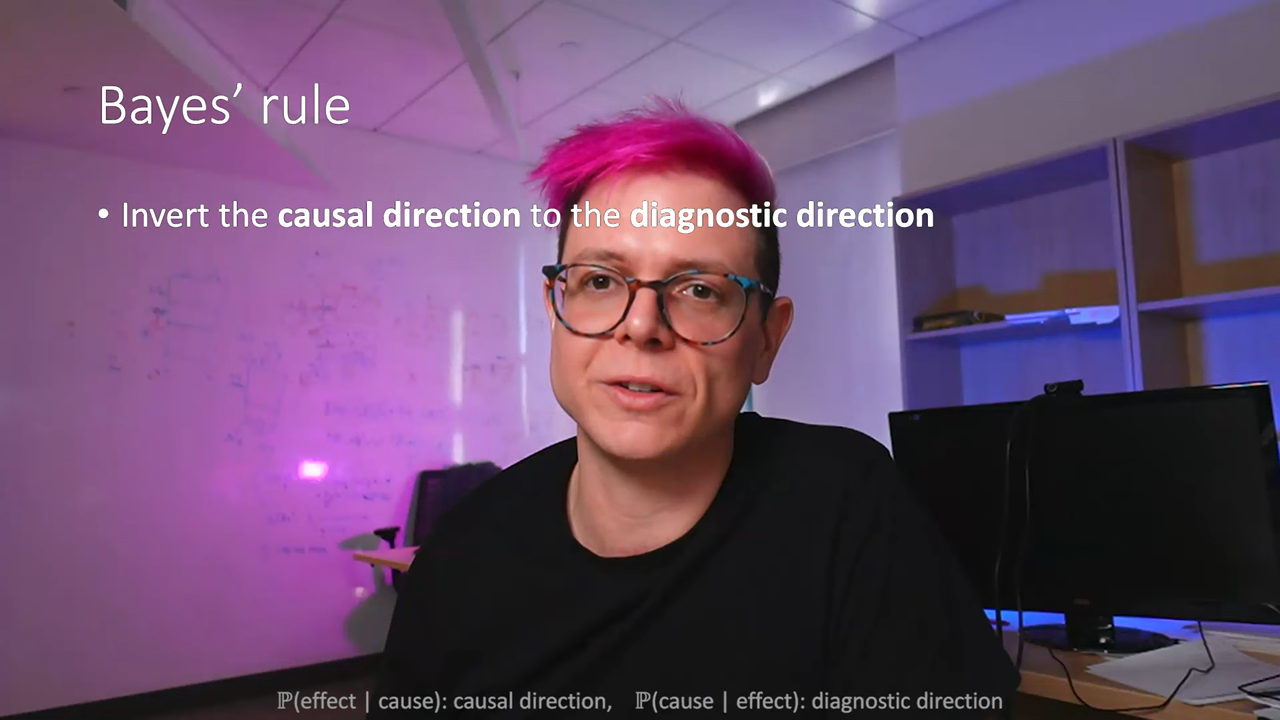 Bayes’ rule
• Invert the causal direction to the diagnostic direction
ℙ(effect | cause): causal direction, ℙ(cause | effect): diagnostic direction